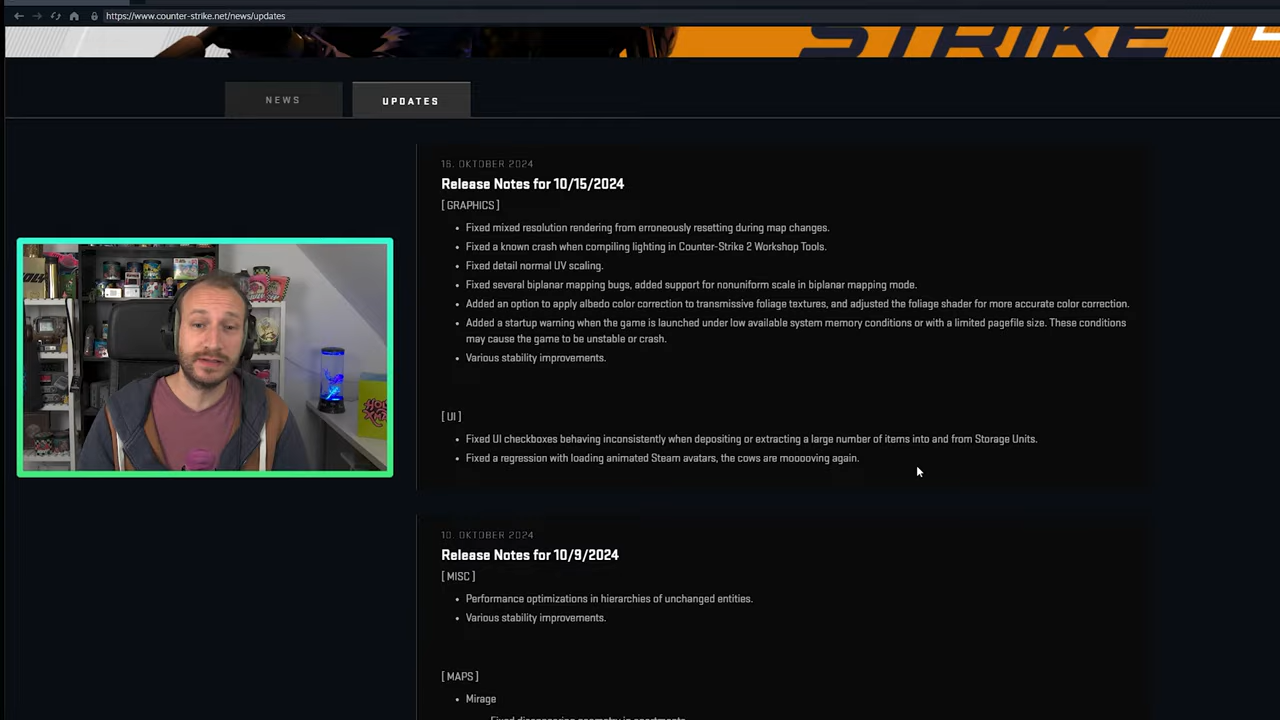 https://www.counter-strike.net/news/updates
STRIKE
NEWS
UPDATES
16. OKTOBER 2024
Release Notes for 10/15/2024
[ GRAPHICS ]
• Fixed mixed resolution rendering from erroneously resetting during map changes.
• Fixed a known crash when compiling lighting in Counter-Strike 2 Workshop Tools.
• Fixed detail normal UV scaling.
• Fixed several biplanar mapping bugs, added support for nonuniform scale in biplanar mapping mode.
• Added an option to apply albedo color correction to transmissive foliage textures, and adjusted the foliage shader for more accurate color correction.
• Added a startup warning when the game is launched under low available system memory conditions or with a limited pagefile size. These conditions
may cause the game to be unstable or crash.
• Various stability improvements.
[ UI ]
• Fixed UI checkboxes behaving inconsistently when depositing or extracting a large number of items into and from Storage Units.
• Fixed a regression with loading animated Steam avatars, the cows are mooooving again.
10. OKTOBER 2024
Release Notes for 10/9/2024
[ MISC ]
• Performance optimizations in hierarchies of unchanged entities.
• Various stability improvements.
[ MAPS ]
• Mirage
Fixed disappearing geometry in apartments